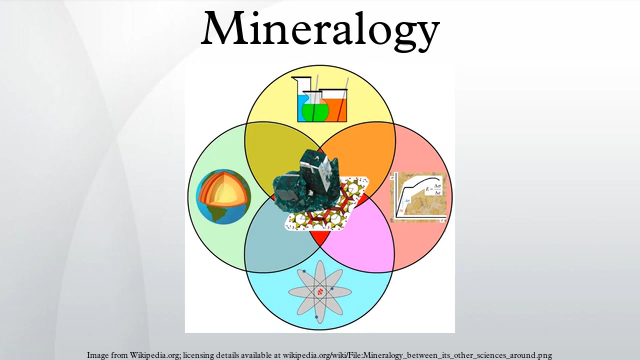 Mineralogy
Image from Wikipedia.org; licensing details available at wikipedia.org/wiki/File:Mineralogy_between_its_other_sciences_around.png